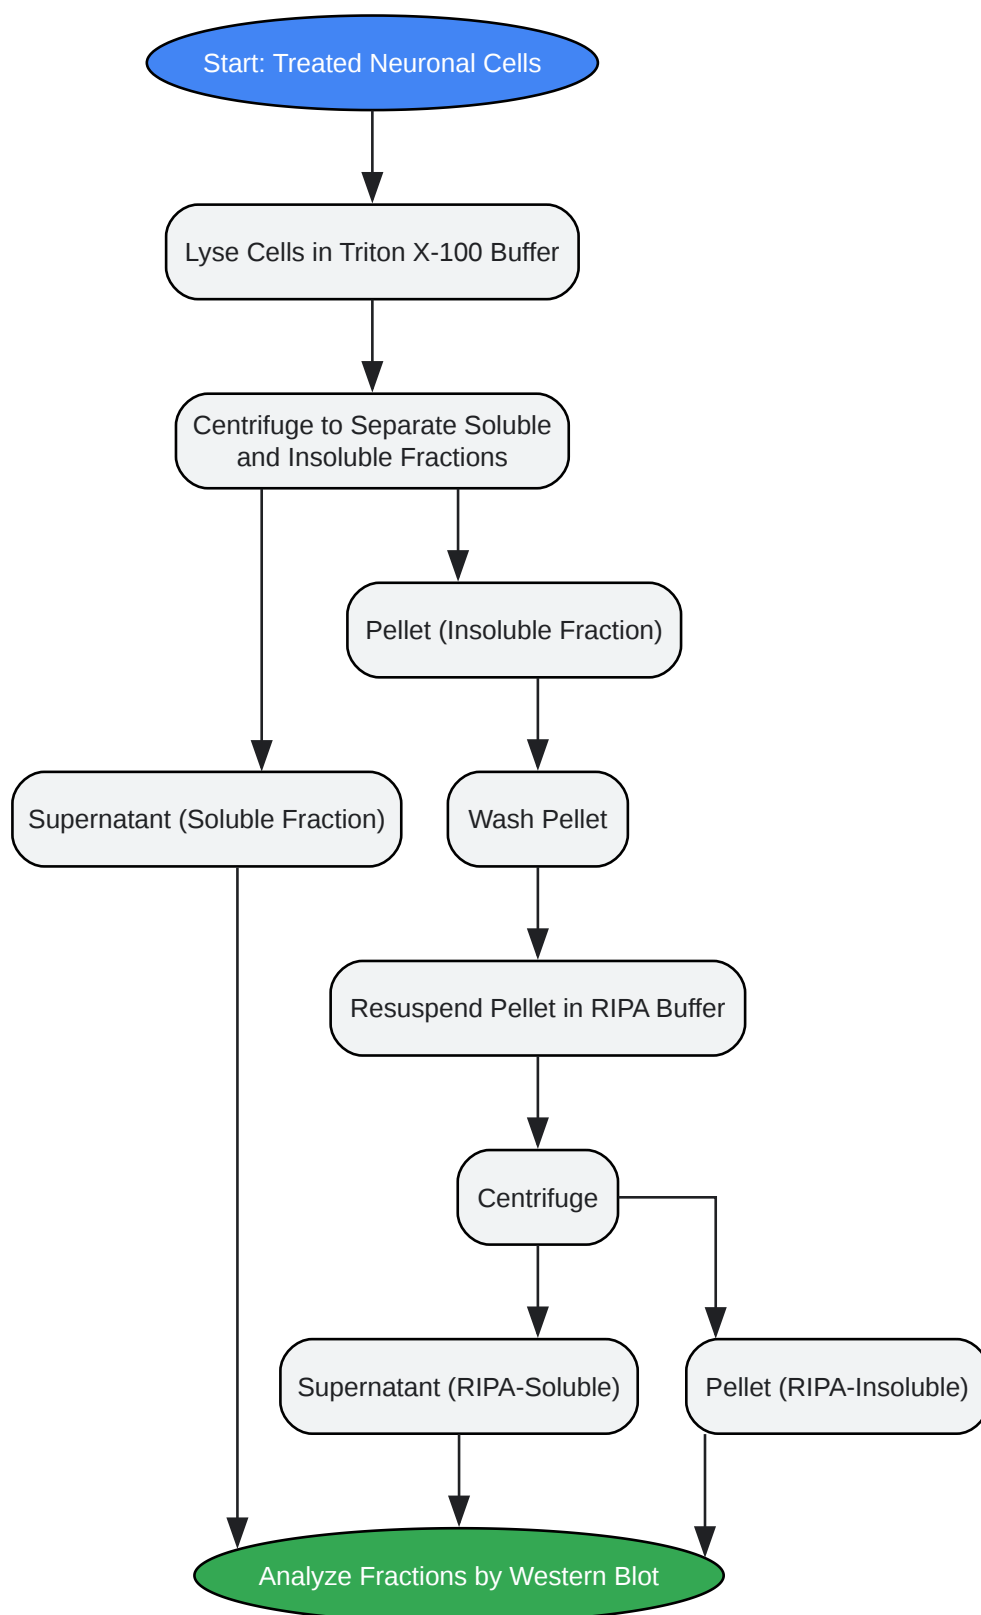 Start: Treated Neuronal Cells
Lyse Cells in Triton X-100 Buffer
Centrifuge to Separate Soluble
and Insoluble Fractions
Pellet (Insoluble Fraction)
Supernatant (Soluble Fraction)
Wash Pellet
Resuspend Pellet in RIPA Buffer
Centrifuge
Supernatant (RIPA-Soluble)
Pellet (RIPA-Insoluble)
Analyze Fractions by Western Blot